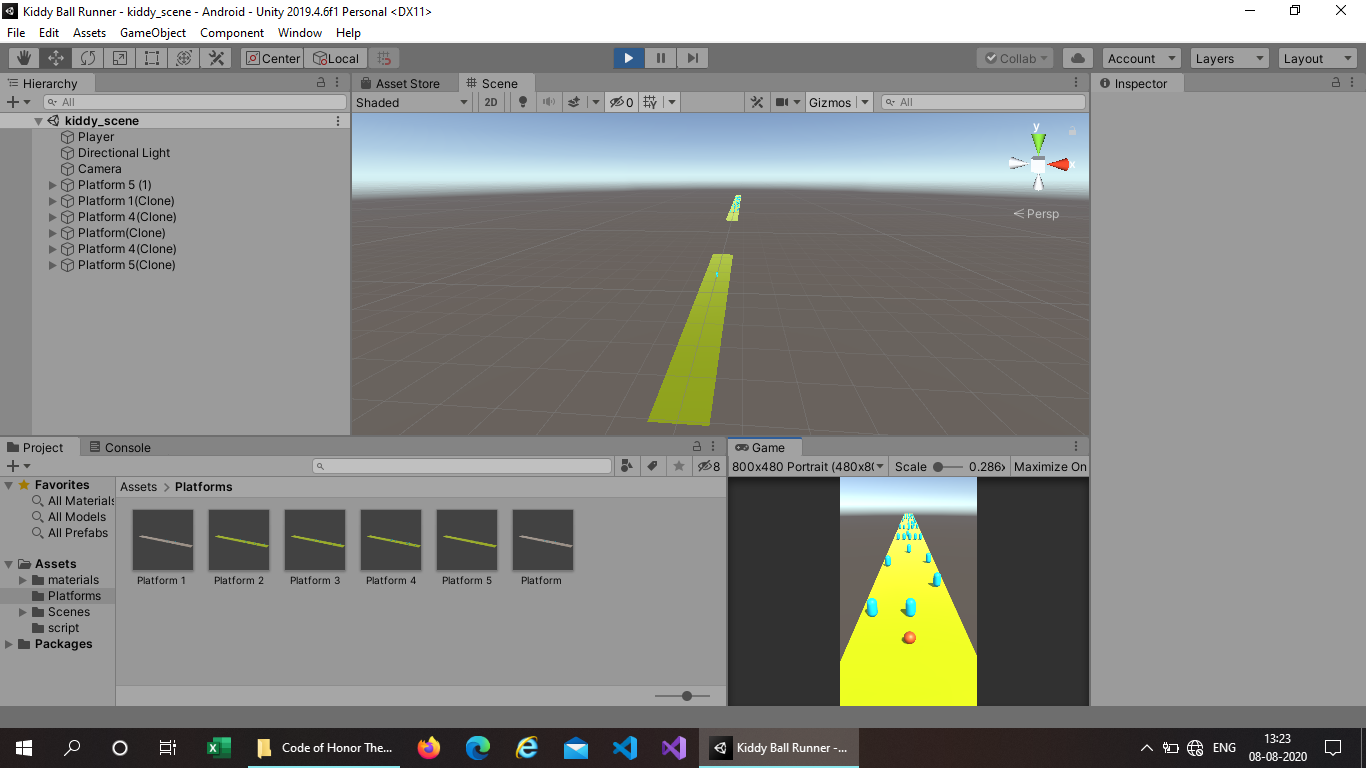 Kiddy Ball Runner - kiddy_scene - Android - Unity 2019.4.6f1 Personal <DX11>
File Edit Assets GameObject Component Window Help
Center Local Collab Account Layers Layout
Hierarchy
All
kiddy_scene
Player
Directional Light
Camera
Platform 5 (1)
Platform 1(Clone)
Platform 4(Clone)
Platform(Clone)
Platform 4(Clone)
Platform 5(Clone)
Asset Store Scene
Shaded 2D 0 Gizmos All
y
x
Persp
Inspector
Project Console
8
Favorites
All Materials
All Models
All Prefabs
Assets
materials
Platforms
Scenes
script
Packages
Assets > Platforms
Platform 1 Platform 2 Platform 3 Platform 4 Platform 5 Platform
Game
800x480 Portrait (480x80 Scale 0.286x Maximize On
Code of Honor The... Kiddy Ball Runner -... ENG 13:23
08-08-2020